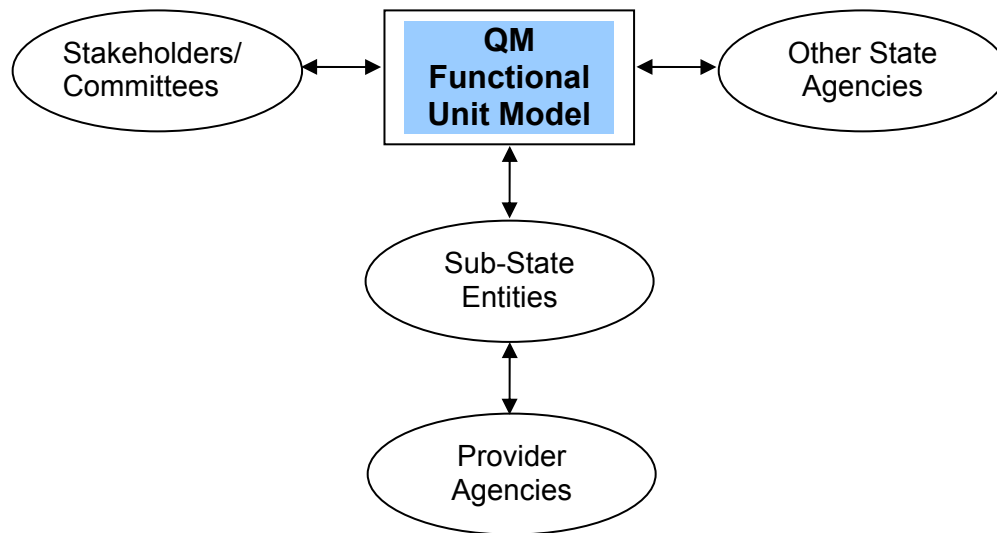 Stakeholders/
Committees
QM
Functional
Unit Model
Other State
Agencies
Sub-State
Entities
Provider
Agencies